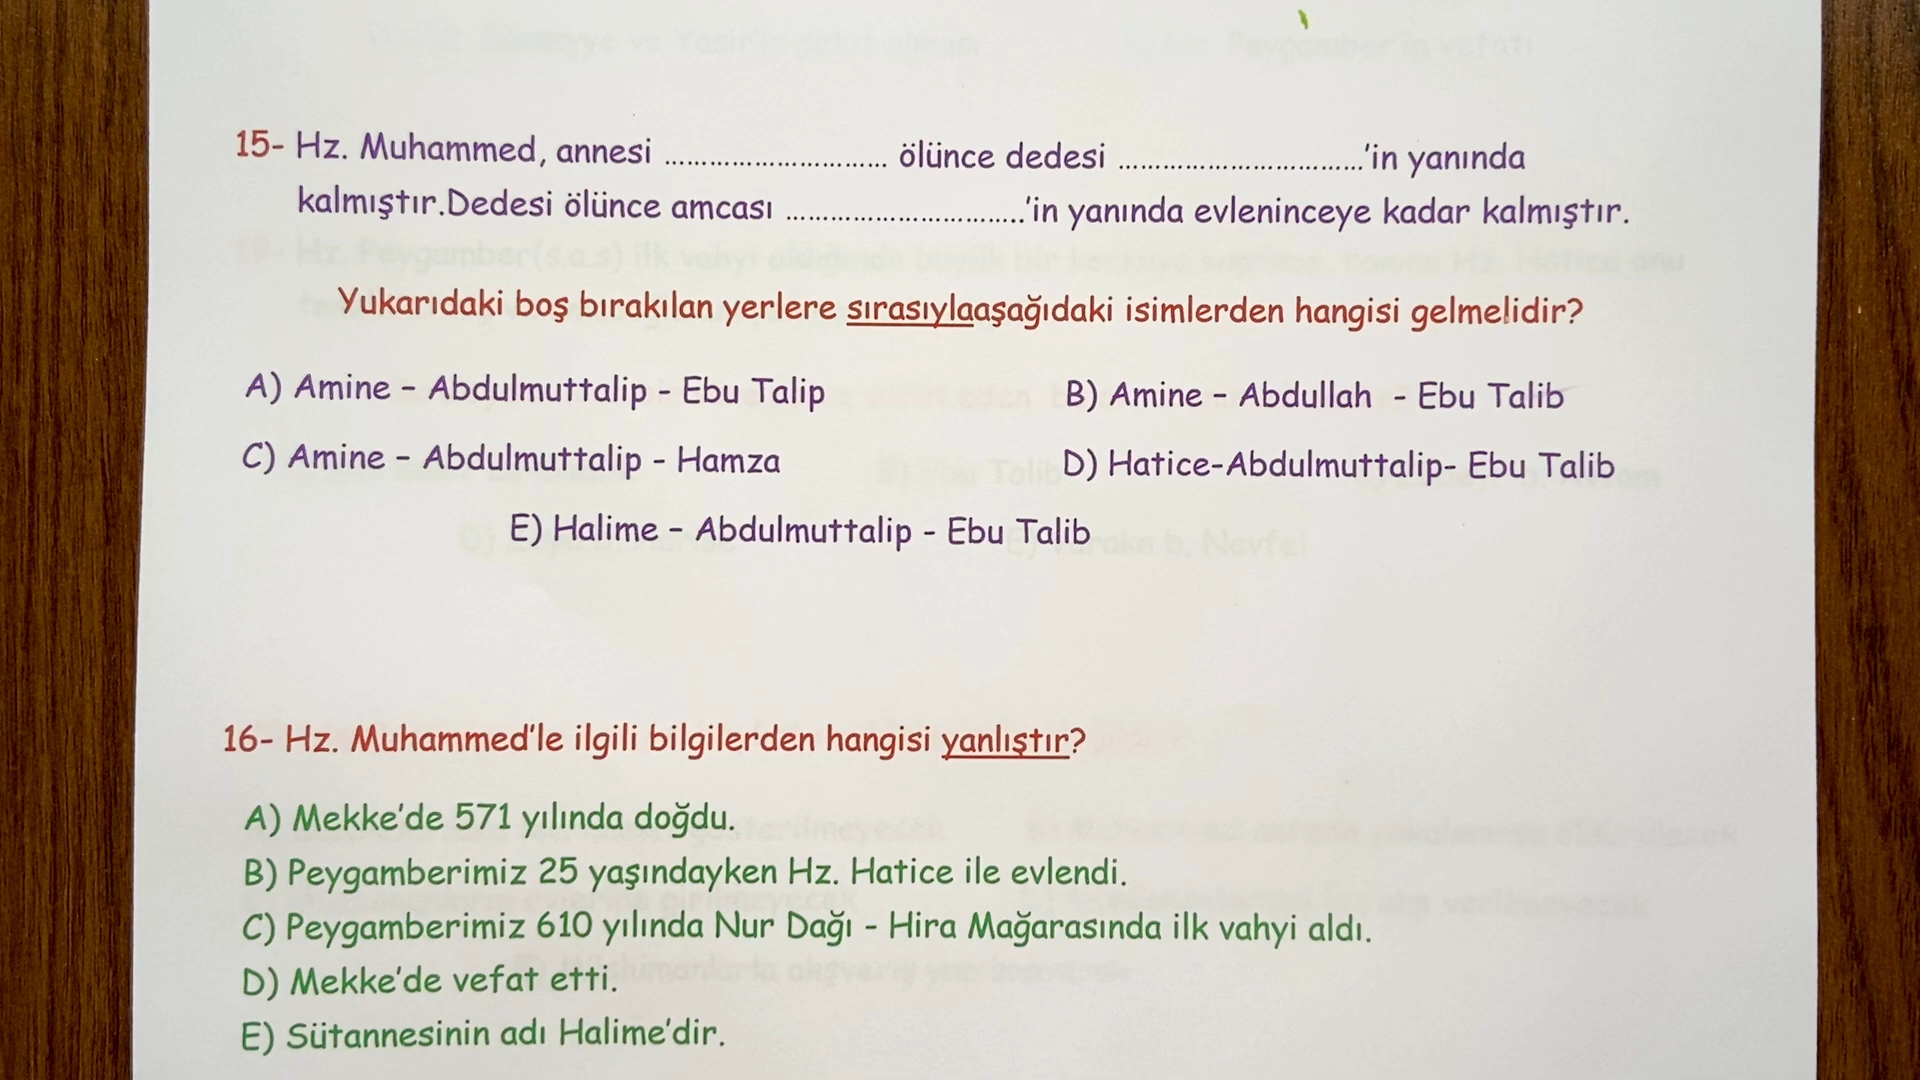 15- Hz. Muhammed, annesi .............................. ölünce dedesi .................................'in yanında
kalmıştır.Dedesi ölünce amcası ................................'in yanında evleninceye kadar kalmıştır.
Yukarıdaki boş bırakılan yerlere sırasıylaaşağıdaki isimlerden hangisi gelmelidir?
A) Amine – Abdulmuttalip - Ebu Talip
B) Amine – Abdullah - Ebu Talib
C) Amine – Abdulmuttalip - Hamza
D) Hatice-Abdulmuttalip- Ebu Talib
E) Halime – Abdulmuttalip - Ebu Talib
16- Hz. Muhammed'le ilgili bilgilerden hangisi yanlıştır?
A) Mekke'de 571 yılında doğdu.
B) Peygamberimiz 25 yaşındayken Hz. Hatice ile evlendi.
C) Peygamberimiz 610 yılında Nur Dağı – Hira Mağarasında ilk vahyi aldı.
D) Mekke'de vefat etti.
E) Sütannesinin adı Halime'dir.